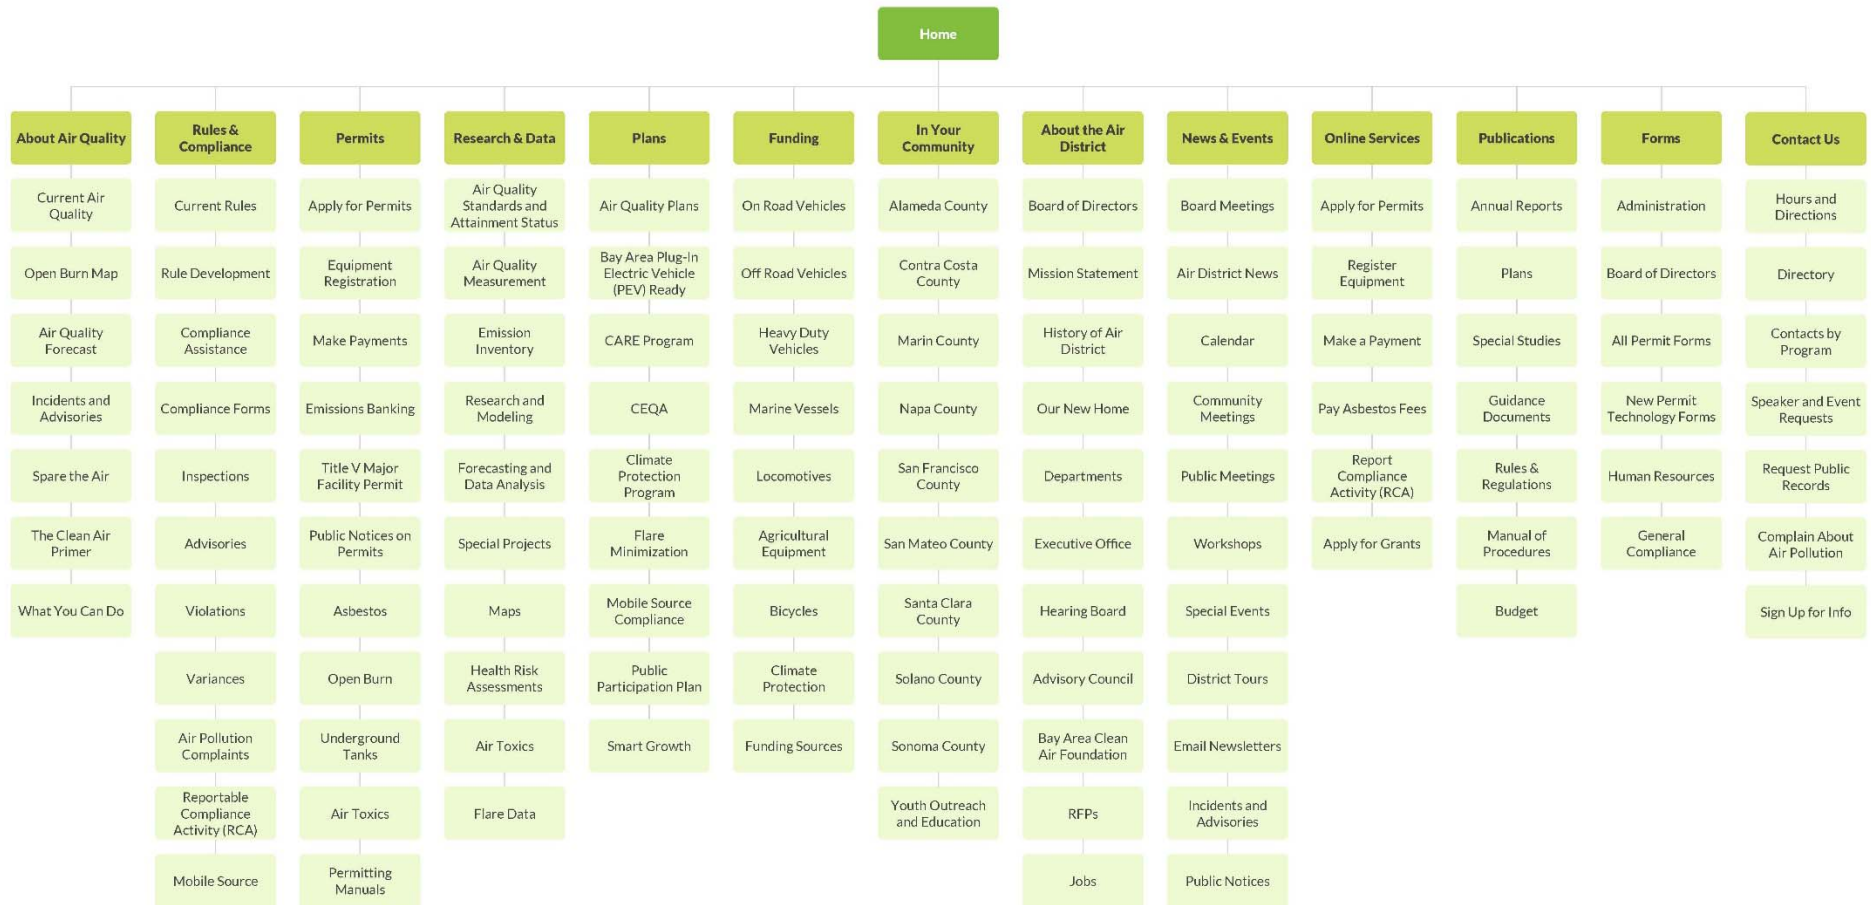 Home
About Air Quality
Current Air
Quality
Open Burn Map
Air Quality
Forecast
Incidents and
Advisories
Spare the Air
The Clean Air
Primer
What You Can Do
Rules &
Compliance
Current Rules
Rule Development
Compliance
Assistance
Compliance Forms
Inspections
Advisories
Violations
Variances
Air Pollution
Complaints
Reportable
Compliance
Activity (RCA)
Mobile Source
Permits
Apply for Permits
Equipment
Registration
Make Payments
Emissions Banking
Title V Major
Facility Permit
Public Notices on
Permits
Asbestos
Open Burn
Underground
Tanks
Air Toxics
Permitting
Manuals
Research & Data
Air Quality
Standards and
Attainment Status
Air Quality
Measurement
Emission
Inventory
Research and
Modeling
Forecasting and
Data Analysis
Special Projects
Maps
Health Risk
Assessments
Air Toxics
Flare Data
Plans
Air Quality Plans
Bay Area Plug-In
Electric Vehicle
(PEV) Ready
CARE Program
CEQA
Climate
Protection
Program
Flare
Minimization
Mobile Source
Compliance
Public
Participation Plan
Smart Growth
Funding
On Road Vehicles
Off Road Vehicles
Heavy Duty
Vehicles
Marine Vessels
Locomotives
Agricultural
Equipment
Bicycles
Climate
Protection
Funding Sources
In Your
Community
Alameda County
Contra Costa
County
Marin County
Napa County
San Francisco
County
San Mateo County
Santa Clara
County
Solano County
Sonoma County
Youth Outreach
and Education
About the Air
District
Board of Directors
Mission Statement
History of Air
District
Our New Home
Departments
Executive Office
Hearing Board
Advisory Council
Bay Area Clean
Air Foundation
RFPs
Jobs
News & Events
Board Meetings
Air District News
Calendar
Community
Meetings
Public Meetings
Workshops
Special Events
District Tours
Email Newsletters
Incidents and
Advisories
Public Notices
Online Services
Apply for Permits
Register
Equipment
Make a Payment
Pay Asbestos Fees
Report
Compliance
Activity (RCA)
Apply for Grants
Publications
Annual Reports
Plans
Special Studies
Guidance
Documents
Rules &
Regulations
Manual of
Procedures
Budget
Forms
Administration
Board of Directors
All Permit Forms
New Permit
Technology Forms
Human Resources
General
Compliance
Contact Us
Hours and
Directions
Directory
Contacts by
Program
Speaker and Event
Requests
Request Public
Records
Complain About
Air Pollution
Sign Up for Info